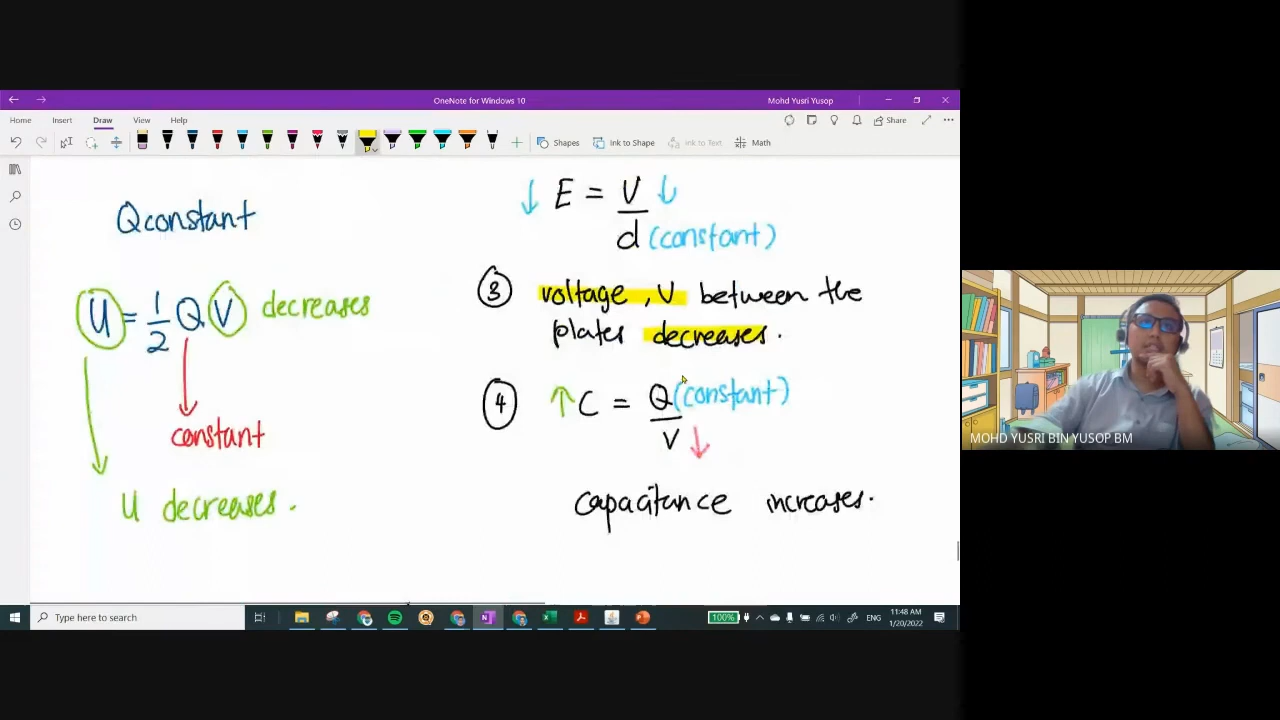 OneNote for Windows 10
Mohd Yusri Yusop
Home Insert Draw View Help
Share
Shapes Ink to Shape Ink to Text Math
Q constant
U = 1/2 Q V decreases
constant
U decreases.
↓ E = V ↓
d (constant)
③ voltage, V between the
plates decreases.
④ ↑ C = Q (constant)
V ↓
capacitance increases.
MOHD YUSRI BIN YUSOP BM
Type here to search
100%
ENG
11:48 AM
1/20/2022